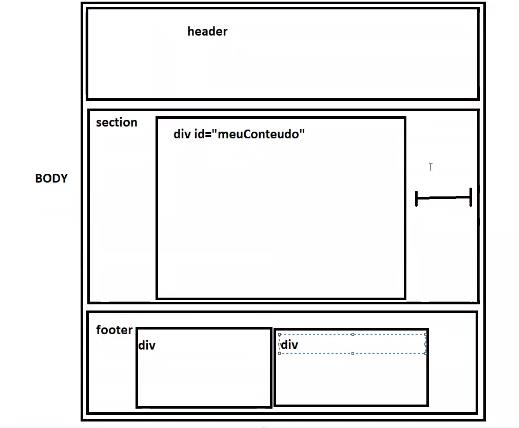 header
section
div id="meuConteudo"
BODY
footer
div
div